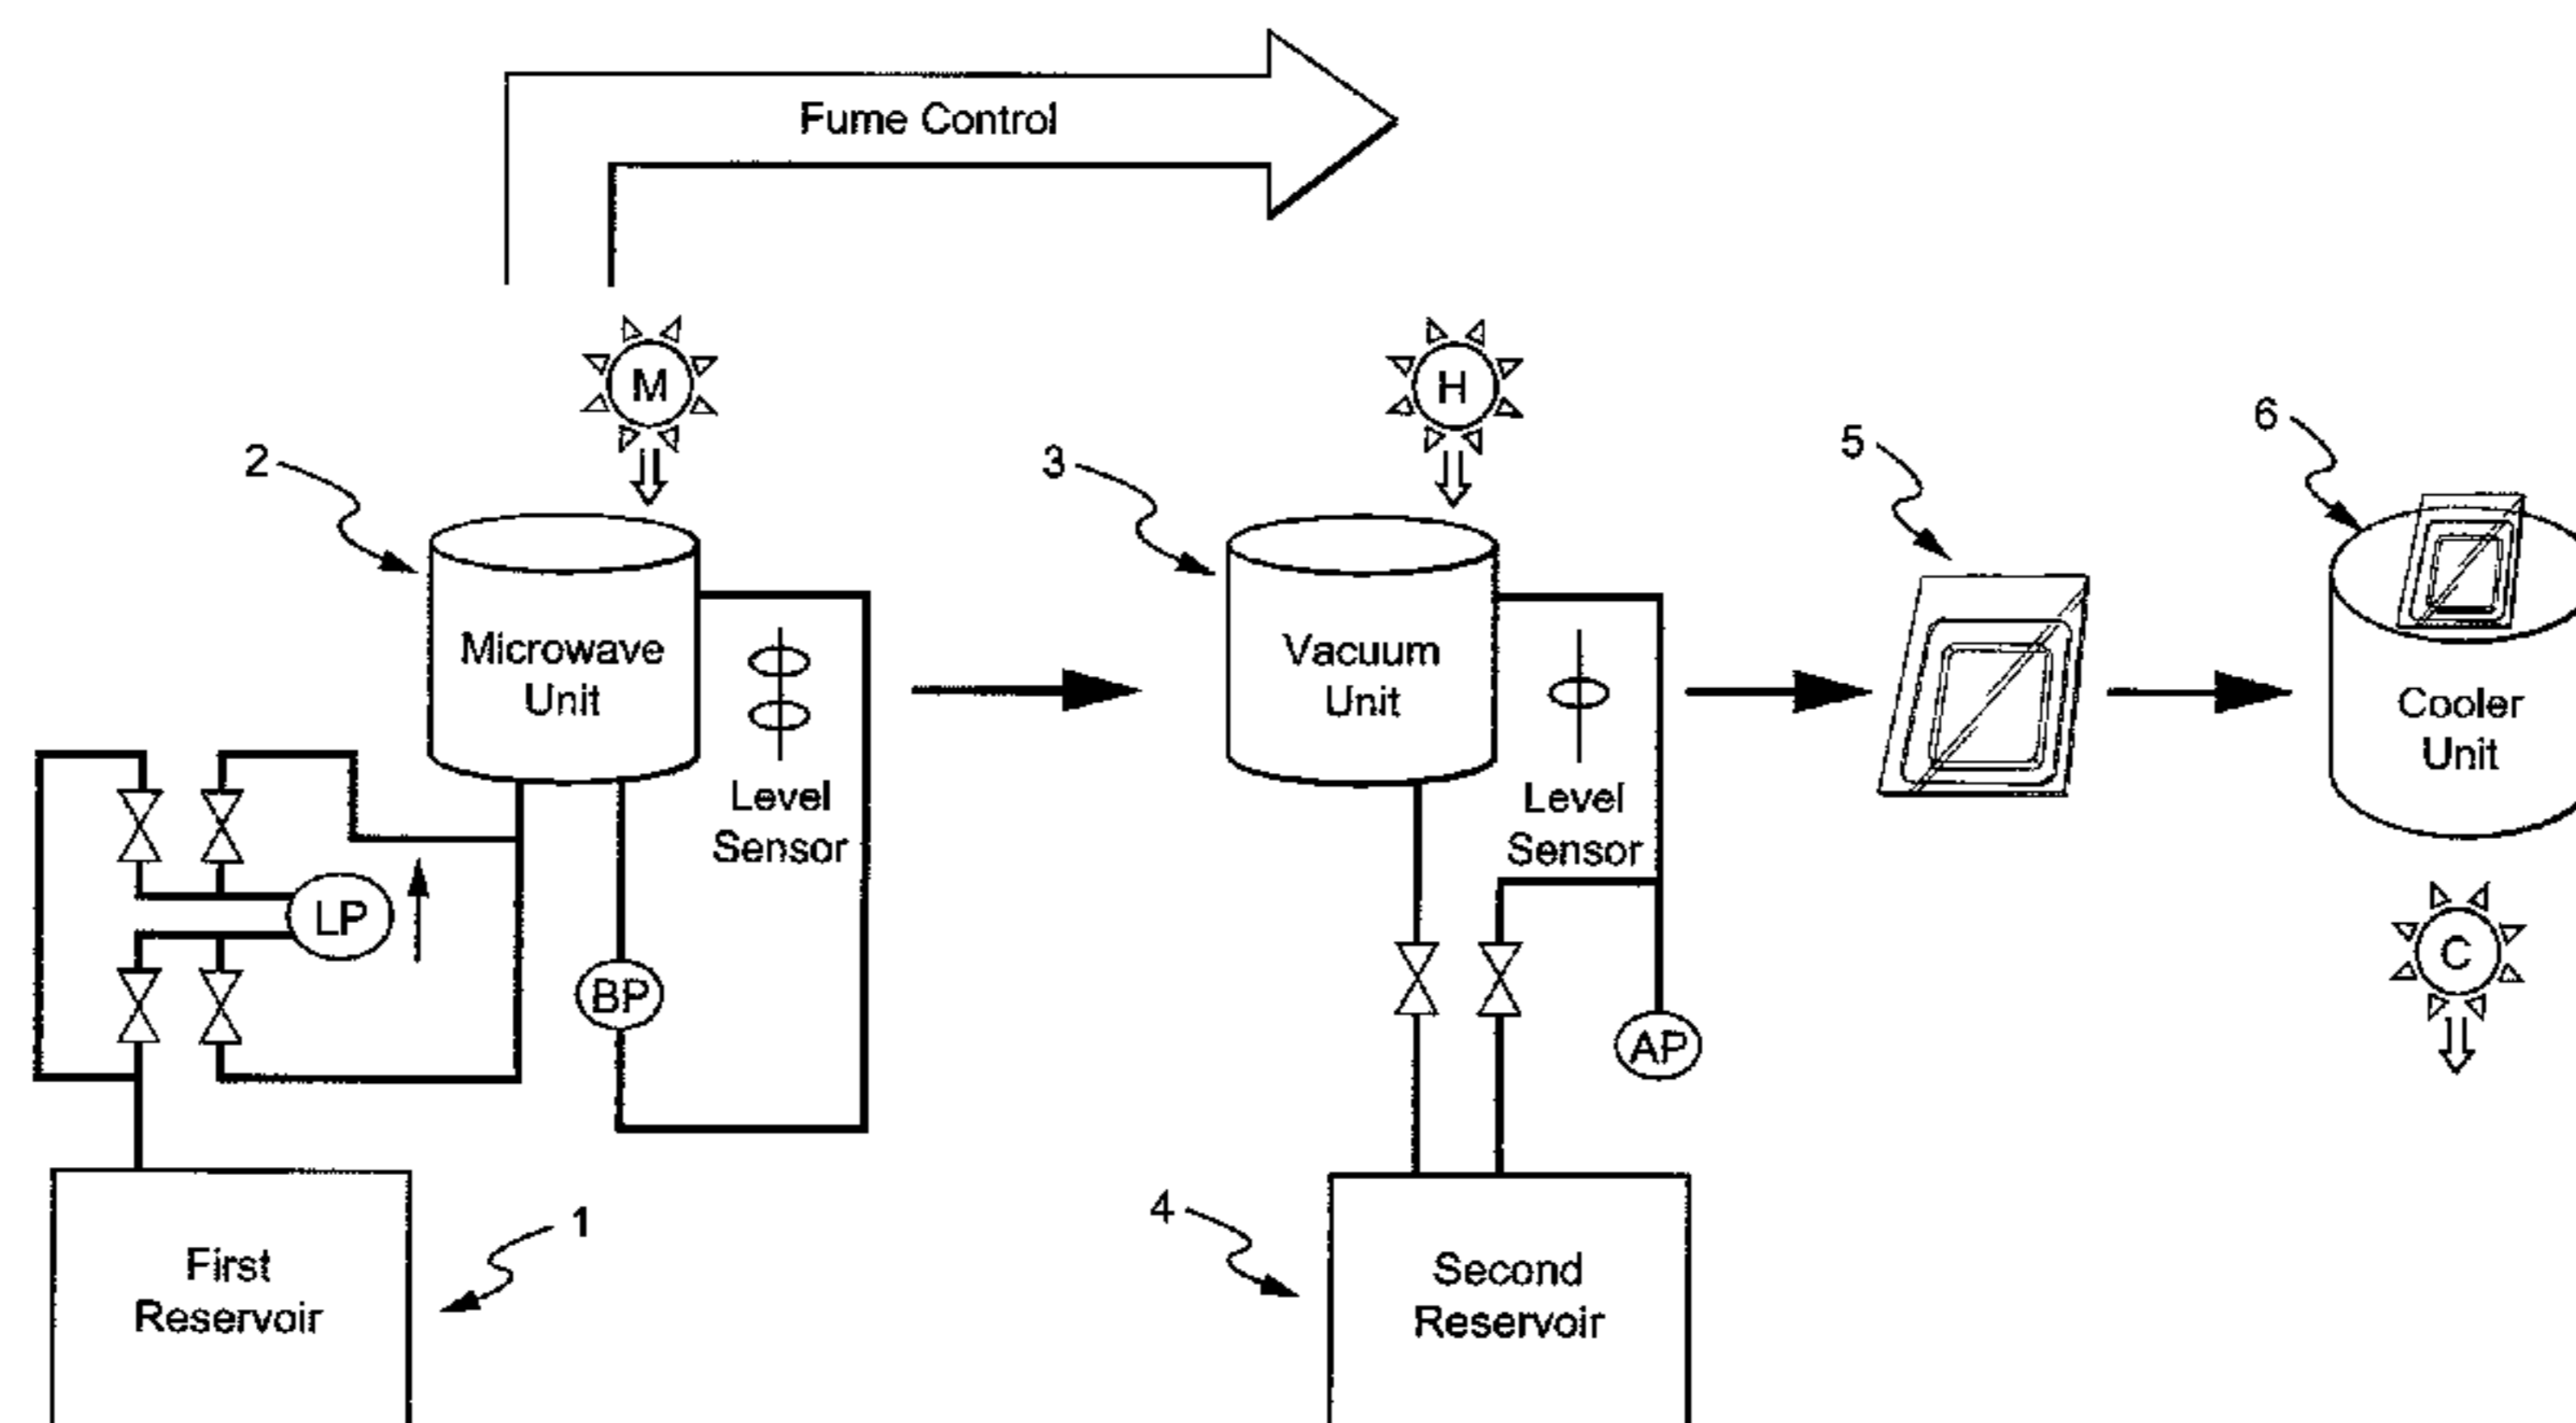 Fume Control
M
H
2
3
5
6
Microwave
Unit
Vacuum
Unit
Cooler
Unit
Level
Sensor
Level
Sensor
LP
BP
AP
C
1
4
First
Reservoir
Second
Reservoir